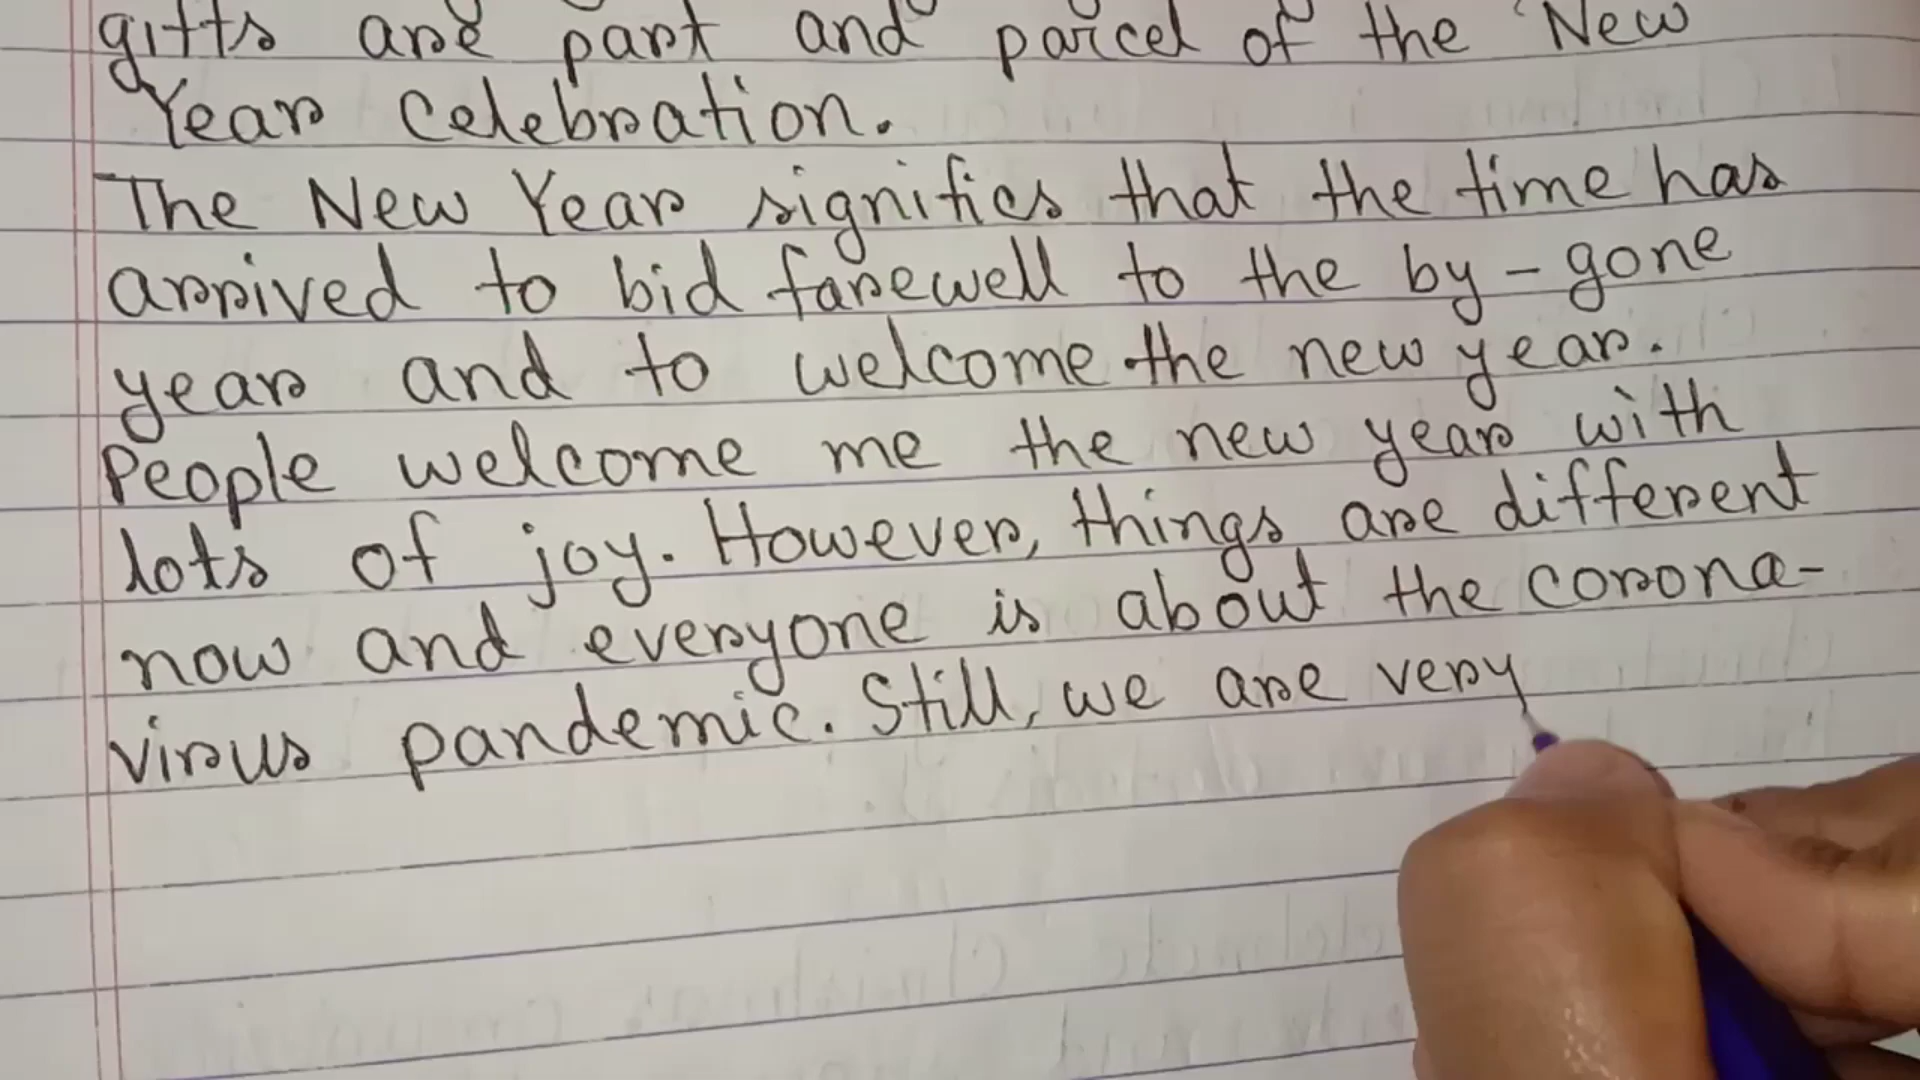 gifts are part and parcel of the New
Year Celebration.
The New Year signifies that the time has
arrived to bid farewell to the by-gone
year and to welcome the new year.
People welcome me the new year with
lots of joy. However, things are different
now and everyone is about the corona-
virus pandemic. Still, we are very